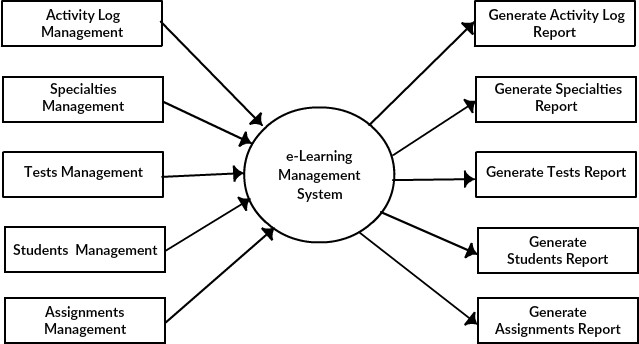 Activity Log
Management
Specialties
Management
Tests Management
Students Management
Assignments
Management
e-Learning
Management
System
Generate Activity Log
Report
Generate Specialties
Report
Generate Tests Report
Generate
Students Report
Generate
Assignments Report